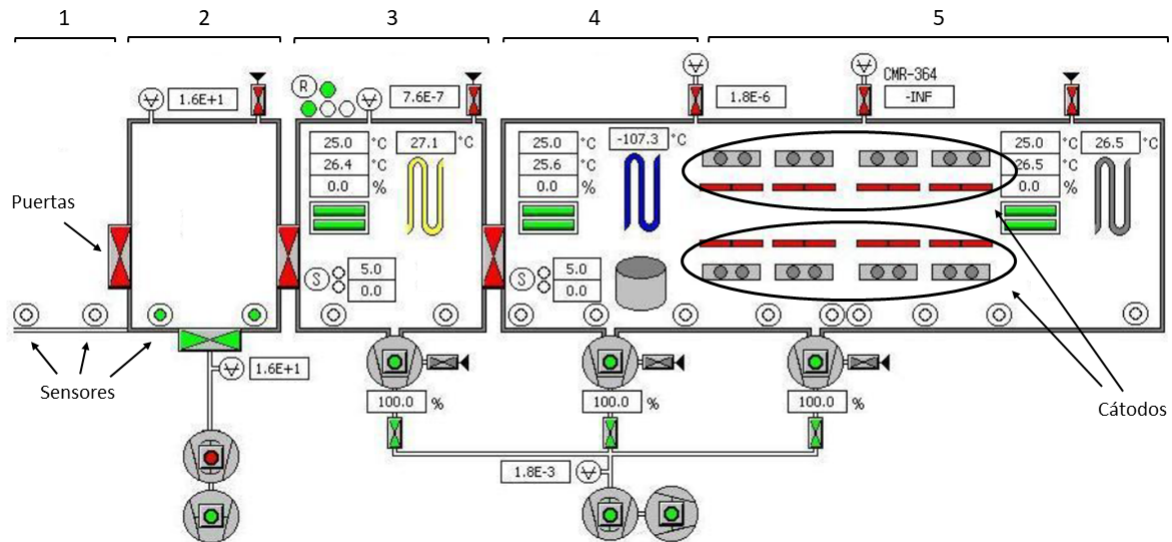 1 2 3 4 5
1.6E+1
R
7.6E-7
1.8E-6
CMR-364
-INF
25.0 °C
26.4 °C
0.0 %
27.1 °C
25.0 °C
25.6 °C
0.0 %
-107.3 °C
25.0 °C
26.5 °C
0.0 %
26.5 °C
Puertas
S 5.0
0.0
S 5.0
0.0
Sensores
1.6E+1
100.0 %
100.0 %
100.0 %
Cátodos
1.8E-3